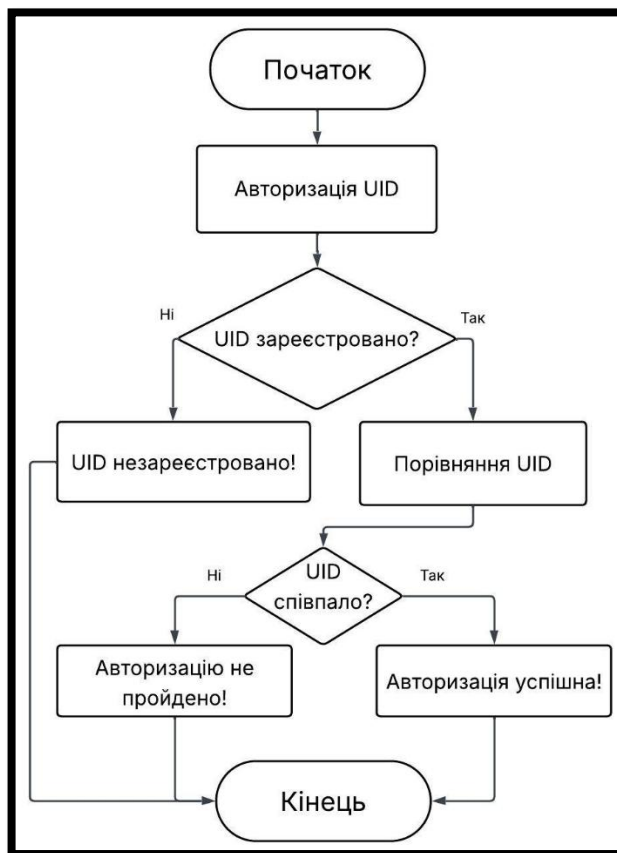 Початок
Авторизація UID
Ні
Так
UID зареєстровано?
UID незареєстровано!
Порівняння UID
Ні
UID
Так
співпало?
Авторизацію не
пройдено!
Авторизація успішна!
Кінець